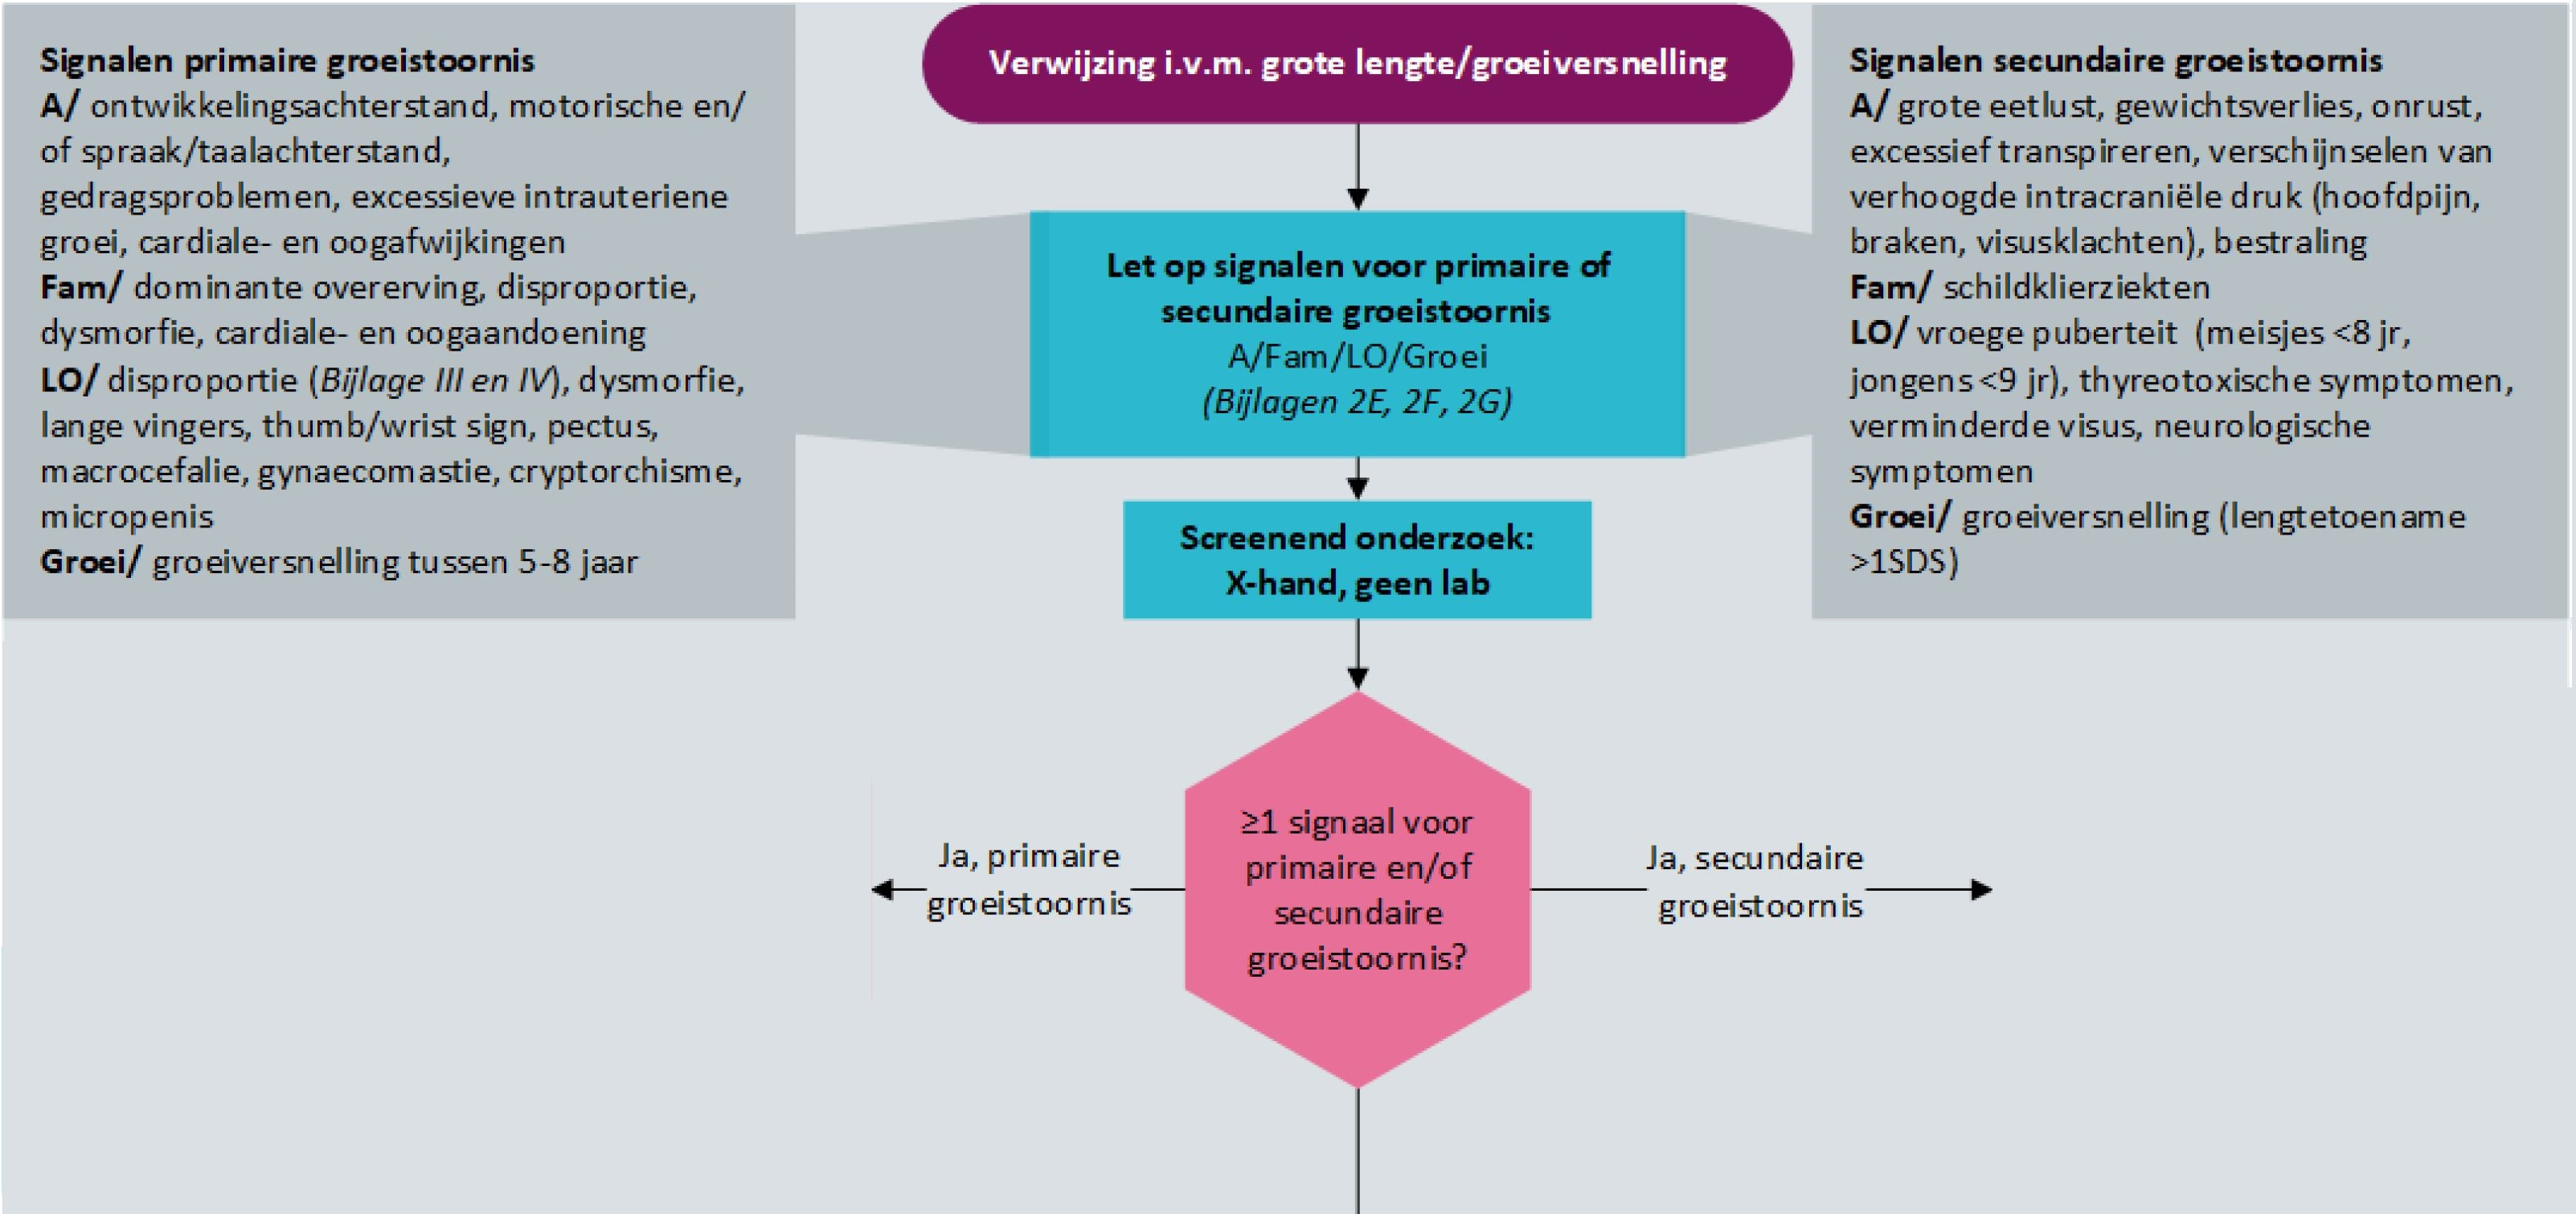 Signalen primaire groeistoornis
A/ ontwikkelingsachterstand, motorische en/
of spraak/taalachterstand,
gedragsproblemen, excessieve intrauteriene
groei, cardiale- en oogafwijkingen
Fam/ dominante overerving, disproportie,
dysmorfie, cardiale- en oogaandoening
LO/ disproportie (Bijlage III en IV), dysmorfie,
lange vingers, thumb/wrist sign, pectus,
macrocefalie, gynaecomastie, cryptorchisme,
micropenis
Groei/ groeiversnelling tussen 5-8 jaar
Verwijzing i.v.m. grote lengte/groeiversnelling
Let op signalen voor primaire of
secundaire groeistoornis
A/Fam/LO/Groei
(Bijlagen 2E, 2F, 2G)
Screenend onderzoek:
X-hand, geen lab
Signalen secundaire groeistoornis
A/ grote eetlust, gewichtsverlies, onrust,
excessief transpireren, verschijnselen van
verhoogde intracraniële druk (hoofdpijn,
braken, visusklachten), bestraling
Fam/ schildklierziekten
LO/ vroege puberteit (meisjes <8 jr,
jongens <9 jr), thyreotoxische symptomen,
verminderde visus, neurologische
symptomen
Groei/ groeiversnelling (lengtetoename
>1SDS)
≥1 signaal voor
primaire en/of
secundaire
groeistoornis?
Ja, primaire
groeistoornis
Ja, secundaire
groeistoornis